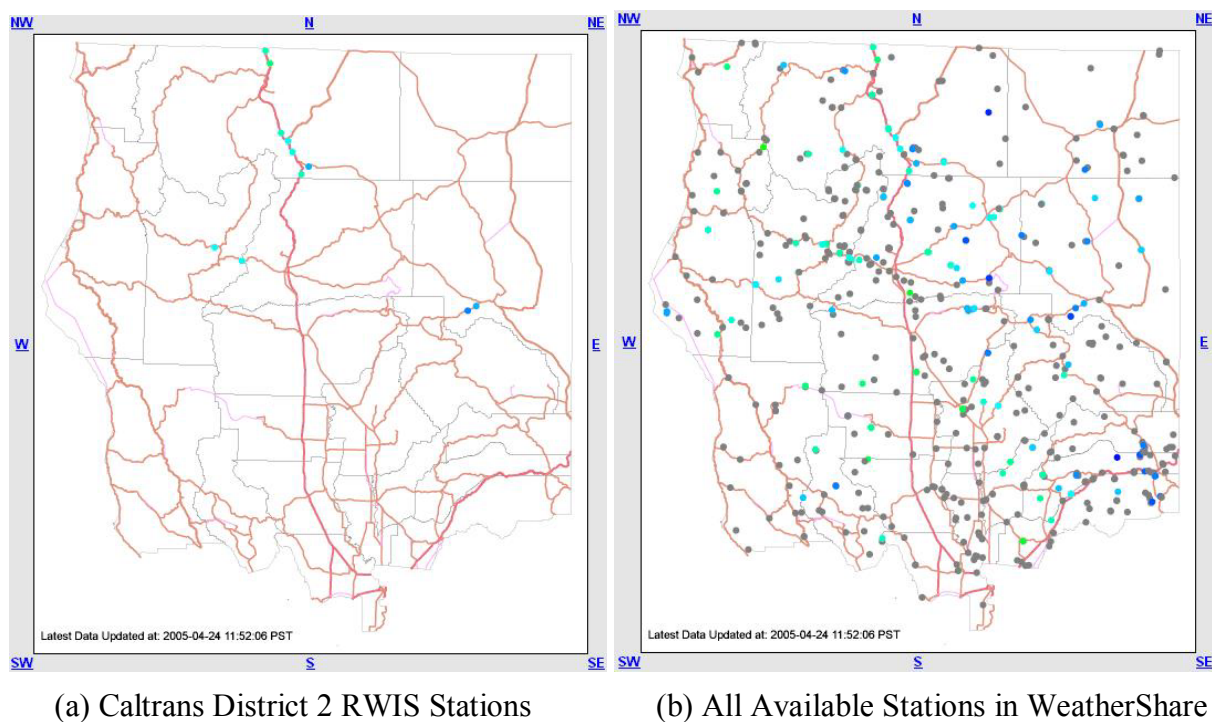 NW N NE
W E
Latest Data Updated at: 2005-04-24 11:52:06 PST
SW S SE
(a) Caltrans District 2 RWIS Stations
NW N NE
W E
Latest Data Updated at: 2005-04-24 11:52:06 PST
SW S SE
(b) All Available Stations in WeatherShare